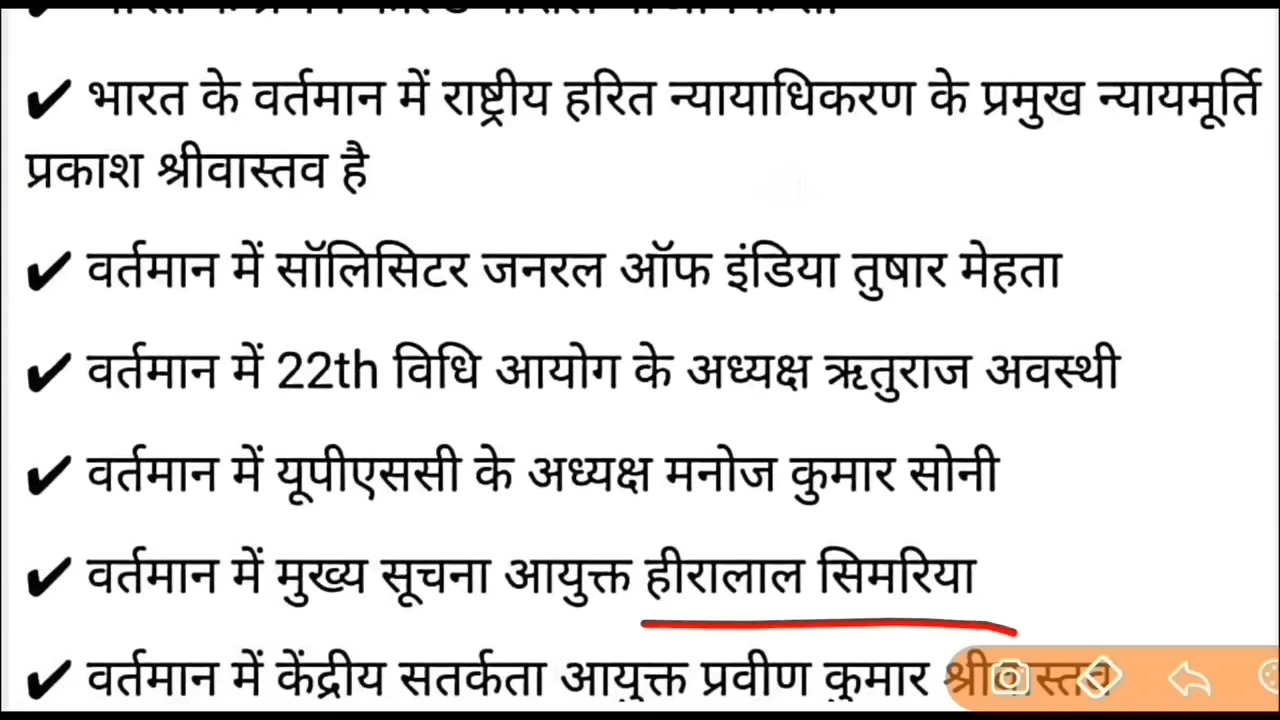 ✔ भारत के वर्तमान में राष्ट्रीय हरित न्यायाधिकरण के प्रमुख न्यायमूर्ति
प्रकाश श्रीवास्तव है
✔ वर्तमान में सॉलिसिटर जनरल ऑफ इंडिया तुषार मेहता
✔ वर्तमान में 22th विधि आयोग के अध्यक्ष ऋतुराज अवस्थी
✔ वर्तमान में यूपीएससी के अध्यक्ष मनोज कुमार सोनी
✔ वर्तमान में मुख्य सूचना आयुक्त हीरालाल सिमरिया
✔ वर्तमान में केंद्रीय सतर्कता आयुक्त प्रवीण कुमार श्रीवास्तव